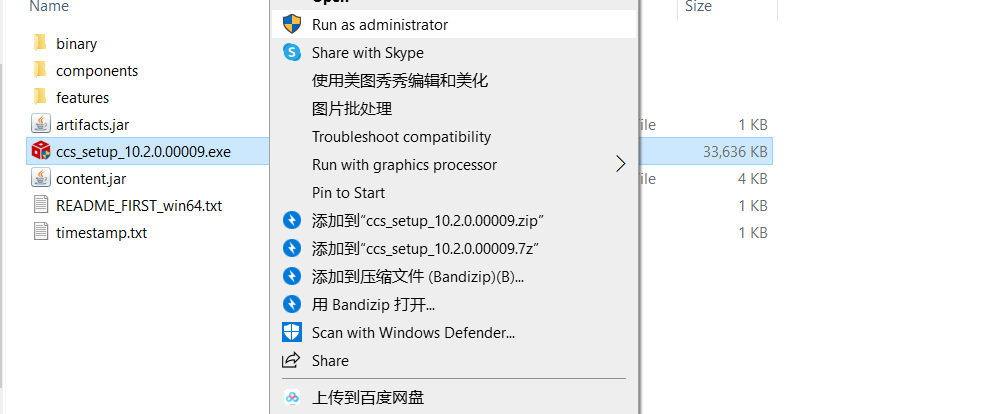 Open
Name
Size
Run as administrator
binary
Share with Skype
components
使用美图秀秀编辑和美化
features
图片批处理
artifacts.jar
Troubleshoot compatibility
ile
1 KB
ccs_setup_10.2.0.00009.exe
Run with graphics processor
33,636 KB
content.jar
Pin to Start
ile
4 KB
README_FIRST_win64.txt
添加到“ccs_setup_10.2.0.00009.zip”
1 KB
timestamp.txt
添加到“ccs_setup_10.2.0.00009.7z”
1 KB
添加到压缩文件 (Bandizip)(B)...
用 Bandizip 打开...
Scan with Windows Defender...
Share
上传到百度网盘